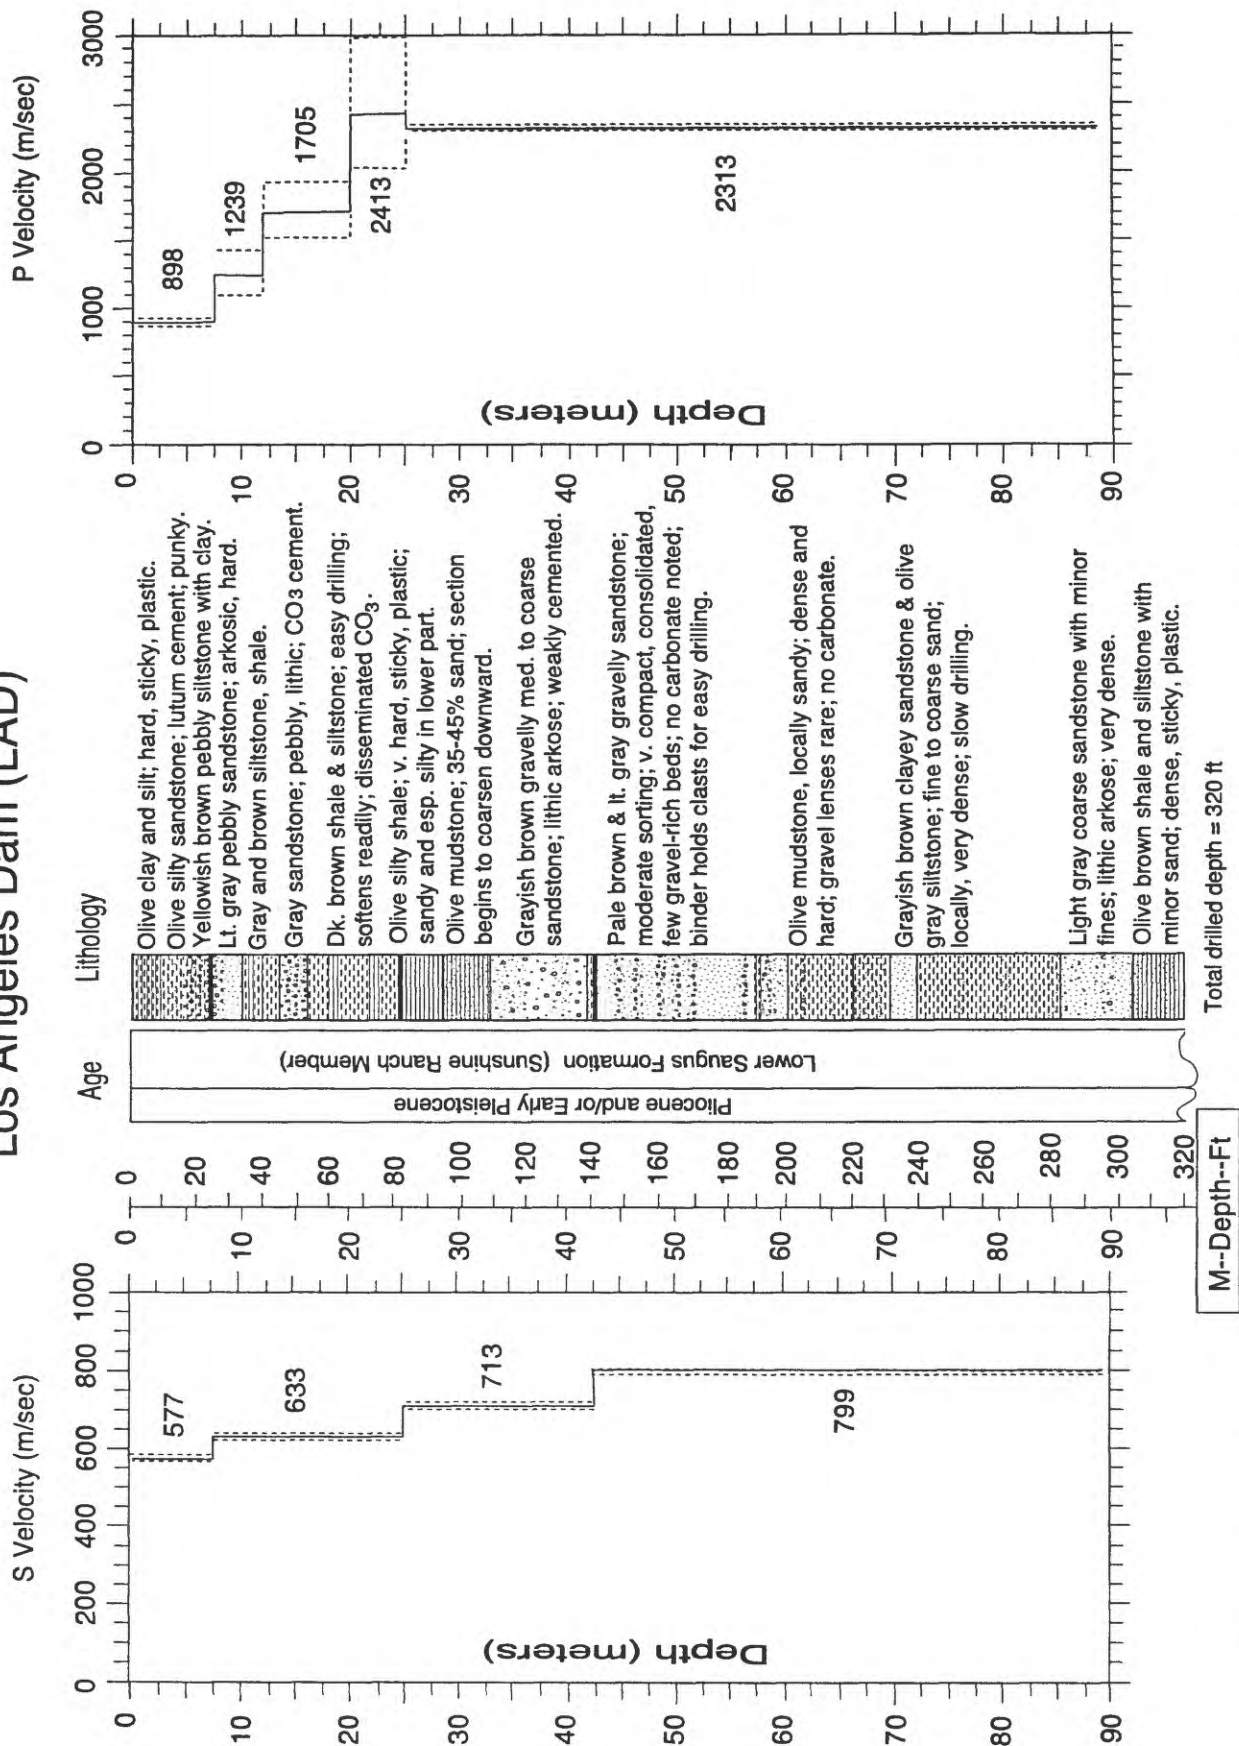 Los Angeles Dam (LAD)
S Velocity (m/sec)
0 200 400 600 800 1000
577
633
713
799
Depth (meters)
0
10
20
30
40
50
60
70
80
90
M--Depth--Ft
0
10
20
30
40
50
60
70
80
90
0
20
40
60
80
100
120
140
160
180
200
220
240
260
280
300
320
Age
Pliocene and/or Early Pleistocene
Lower Saugus Formation (Sunshine Ranch Member)
Lithology
Olive clay and silt; hard, sticky, plastic.
Olive silty sandstone; lutum cement; punky.
Yellowish brown pebbly siltstone with clay.
Lt. gray pebbly sandstone; arkosic, hard.
Gray and brown siltstone, shale.
Gray sandstone; pebbly, lithic; CO3 cement.
Dk. brown shale & siltstone; easy drilling;
softens readily; disseminated CO3.
Olive silty shale; v. hard, sticky, plastic;
sandy and esp. silty in lower part.
Olive mudstone; 35-45% sand; section
begins to coarsen downward.
Grayish brown gravelly med. to coarse
sandstone; lithic arkose; weakly cemented.
Pale brown & lt. gray gravelly sandstone;
moderate sorting; v. compact, consolidated,
few gravel-rich beds; no carbonate noted;
binder holds clasts for easy drilling.
Olive mudstone, locally sandy; dense and
hard; gravel lenses rare; no carbonate.
Grayish brown clayey sandstone & olive
gray siltstone; fine to coarse sand;
locally, very dense; slow drilling.
Light gray coarse sandstone with minor
fines; lithic arkose; very dense.
Olive brown shale and siltstone with
minor sand; dense, sticky, plastic.
Total drilled depth = 320 ft
P Velocity (m/sec)
0 1000 2000 3000
898
1239
1705
2413
2313
Depth (meters)
0
10
20
30
40
50
60
70
80
90